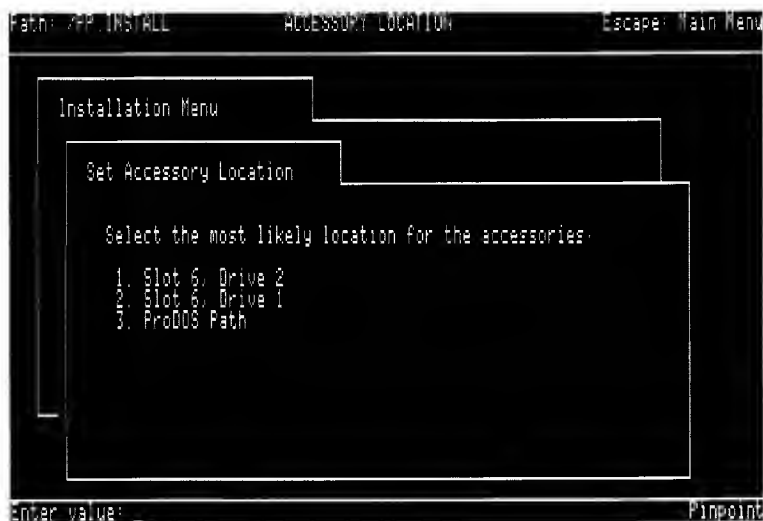 Path: /PP.INSTALL ACCESSORY LOCATION Escape: Main Menu
Installation Menu
Set Accessory Location
Select the most likely location for the accessories:
1. Slot 6, Drive 2
2. Slot 6, Drive 1
3. ProDOS Path
Enter value: _ Pinpoint